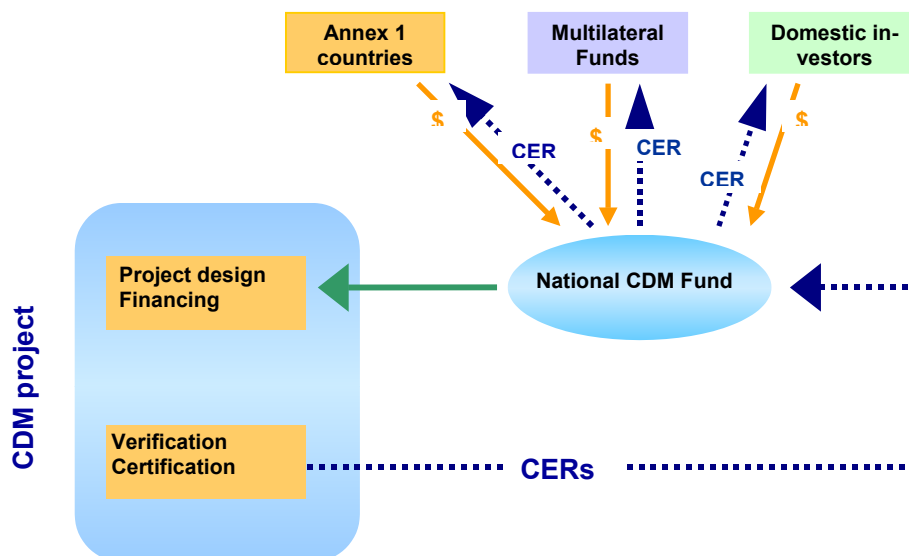 Annex 1
countries
Multilateral
Funds
Domestic in-
vestors
$
$
$
CER
CER
CER
National CDM Fund
Project design
Financing
CDM project
Verification
Certification
CERs